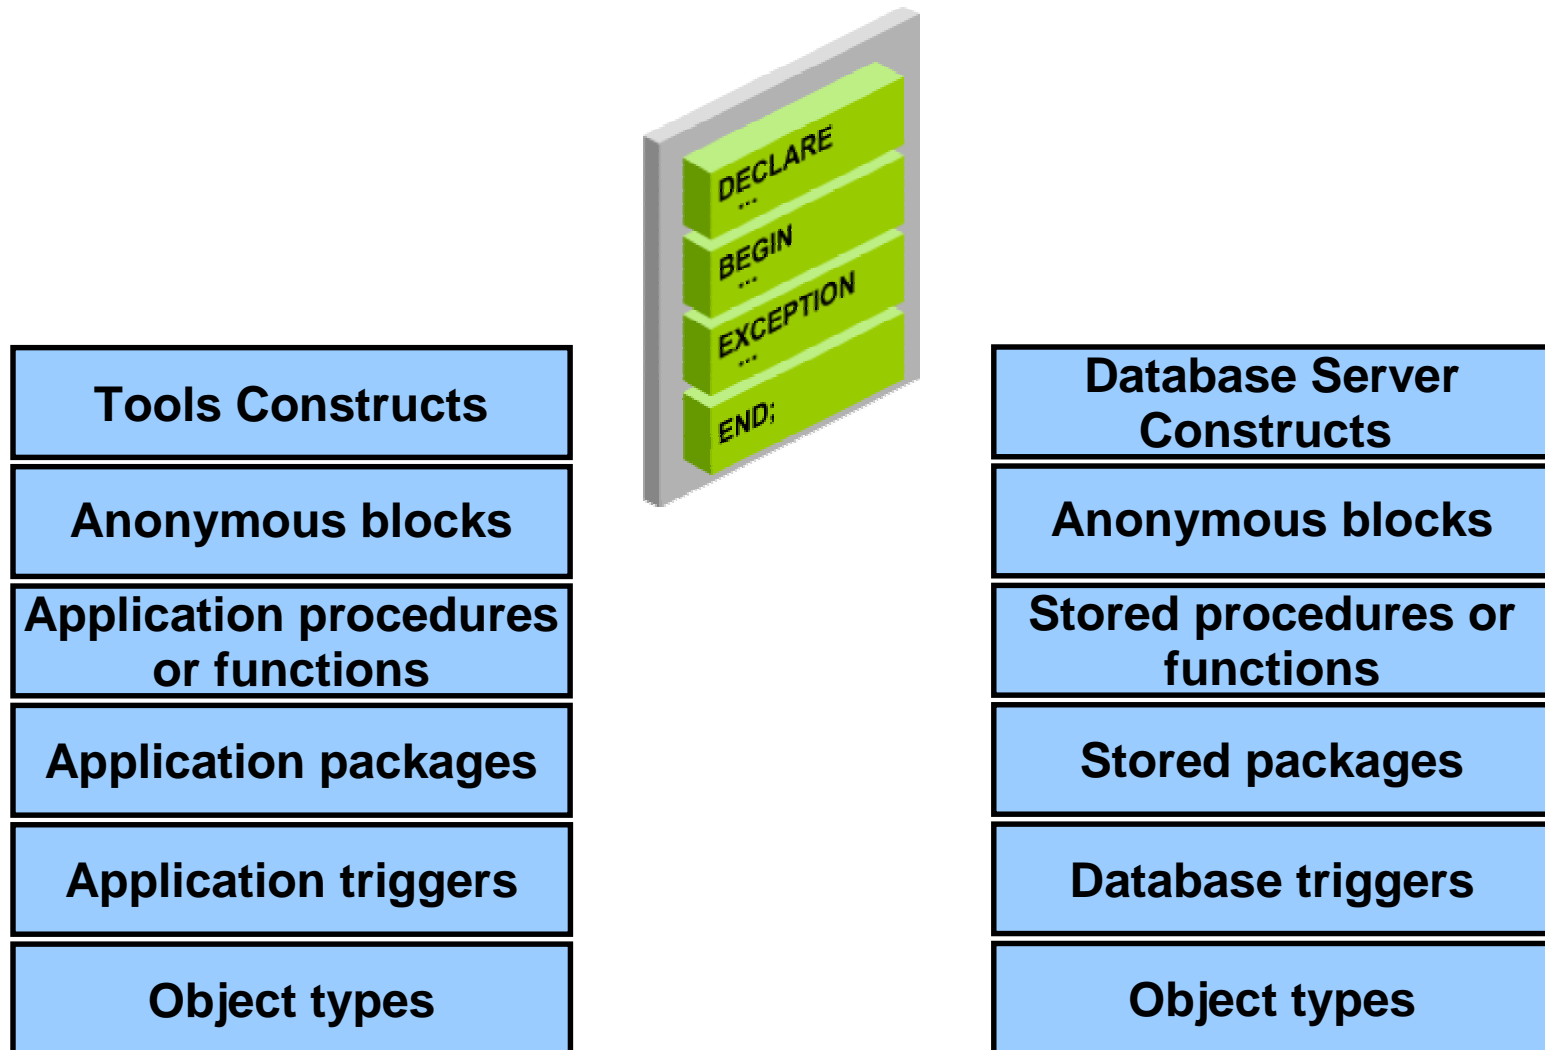 DECLARE
...
BEGIN
...
EXCEPTION
...
END;
Tools Constructs
Anonymous blocks
Application procedures
or functions
Application packages
Application triggers
Object types
Database Server
Constructs
Anonymous blocks
Stored procedures or
functions
Stored packages
Database triggers
Object types